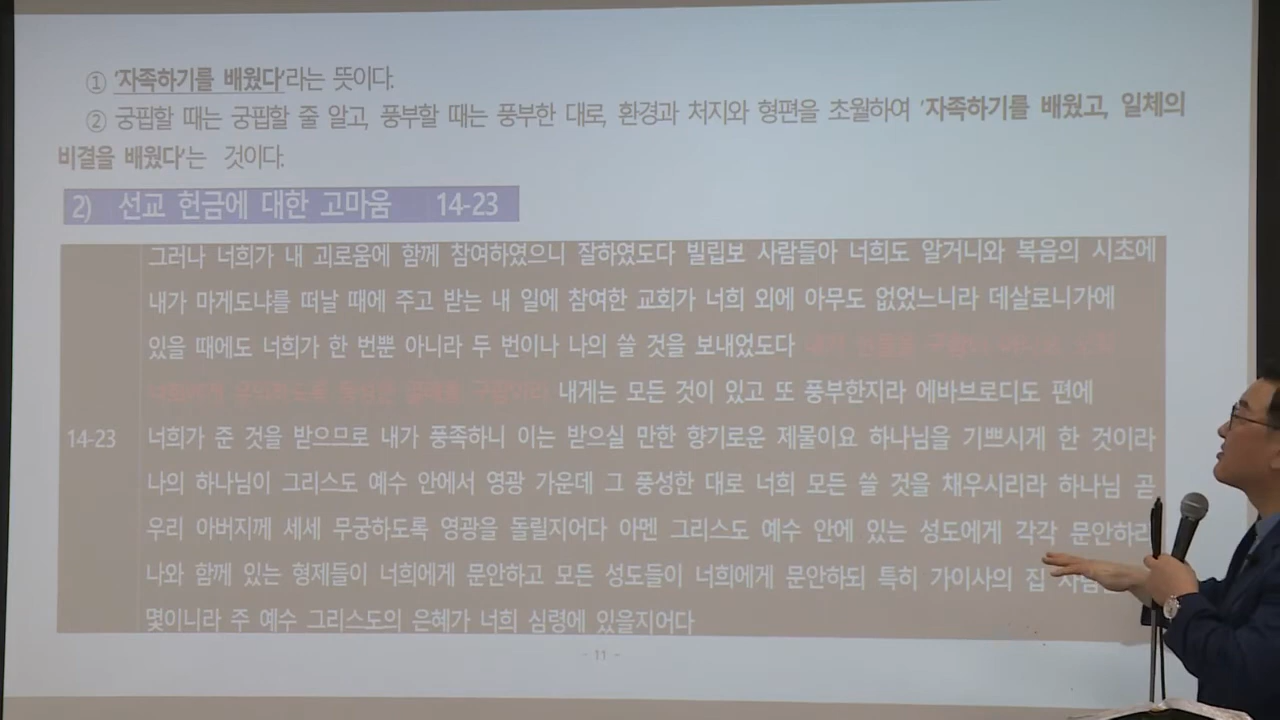 ① '자족하기를 배웠다'라는 뜻이다.
② 궁핍할 때는 궁핍할 줄 알고, 풍부할 때는 풍부한 대로, 환경과 처지와 형편을 초월하여 '자족하기를 배웠고, 일체의
비결을 배웠다'는 것이다.
2) 선교 헌금에 대한 고마움 14-23
그러나 너희가 내 괴로움에 함께 참여하였으니 잘하였도다 빌립보 사람들아 너희도 알거니와 복음의 시초에
내가 마게도냐를 떠날 때에 주고 받는 내 일에 참여한 교회가 너희 외에 아무도 없었느니라 데살로니가에
있을 때에도 너희가 한 번뿐 아니라 두 번이나 나의 쓸 것을 보내었도다
내게는 모든 것이 있고 또 풍부한지라 에바브로디도 편에
14-23 너희가 준 것을 받으므로 내가 풍족하니 이는 받으실 만한 향기로운 제물이요 하나님을 기쁘시게 한 것이라
나의 하나님이 그리스도 예수 안에서 영광 가운데 그 풍성한 대로 너희 모든 쓸 것을 채우시리라 하나님 곧
우리 아버지께 세세 무궁하도록 영광을 돌릴지어다 아멘 그리스도 예수 안에 있는 성도에게 각각 문안하라
나와 함께 있는 형제들이 너희에게 문안하고 모든 성도들이 너희에게 문안하되 특히 가이사의 집
몇이니라 주 예수 그리스도의 은혜가 너희 심령에 있을지어다
- 11 -